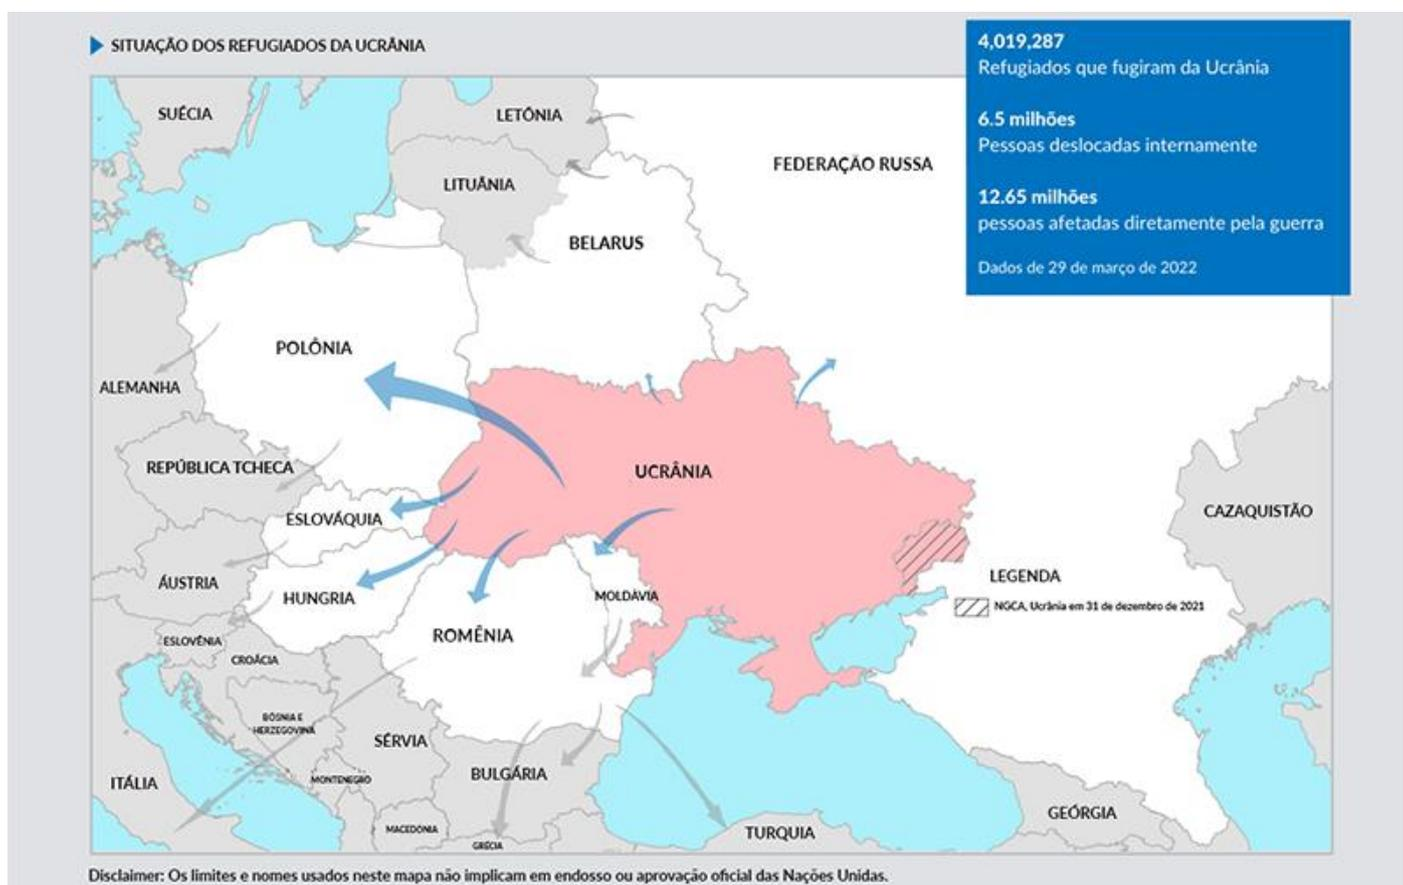 SITUAÇÃO DOS REFUGIADOS DA UCRÂNIA
4,019,287
Refugiados que fugiram da Ucrânia
6.5 milhões
Pessoas deslocadas internamente
12.65 milhões
pessoas afetadas diretamente pela guerra
Dados de 29 de março de 2022
SUÉCIA
LETÔNIA
FEDERAÇÃO RUSSA
LITUÂNIA
BELARUS
POLÔNIA
ALEMANHA
REPÚBLICA TCHECA
UCRÂNIA
ESLOVÁQUIA
CAZAQUISTÃO
ÁUSTRIA
HUNGRIA
MOLDÁVIA
LEGENDA
NGCA, Ucrânia em 31 de dezembro de 2021
ROMÊNIA
ESLOVÊNIA
CROÁCIA
BÓSNIA E
HERZEGOVINA
SÉRVIA
BULGÁRIA
MONTENEGRO
ITÁLIA
MACEDONIA
GRÉCIA
TURQUIA
GEÓRGIA
Disclaimer: Os limites e nomes usados neste mapa não implicam em endosso ou aprovação oficial das Nações Unidas.